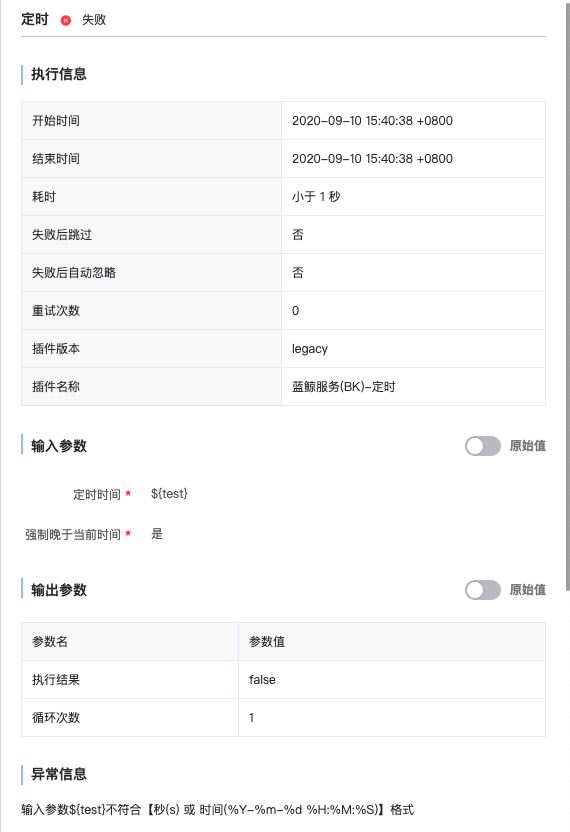 定时 失败
执行信息
开始时间 2020-09-10 15:40:38 +0800
结束时间 2020-09-10 15:40:38 +0800
耗时 小于 1 秒
失败后跳过 否
失败后自动忽略 否
重试次数 0
插件版本 legacy
插件名称 蓝鲸服务(BK)-定时
输入参数 原始值
定时时间 * ${test}
强制晚于当前时间 * 是
输出参数 原始值
参数名 参数值
执行结果 false
循环次数 1
异常信息
输入参数${test}不符合【秒(s) 或 时间(%Y-%m-%d %H:%M:%S)】格式